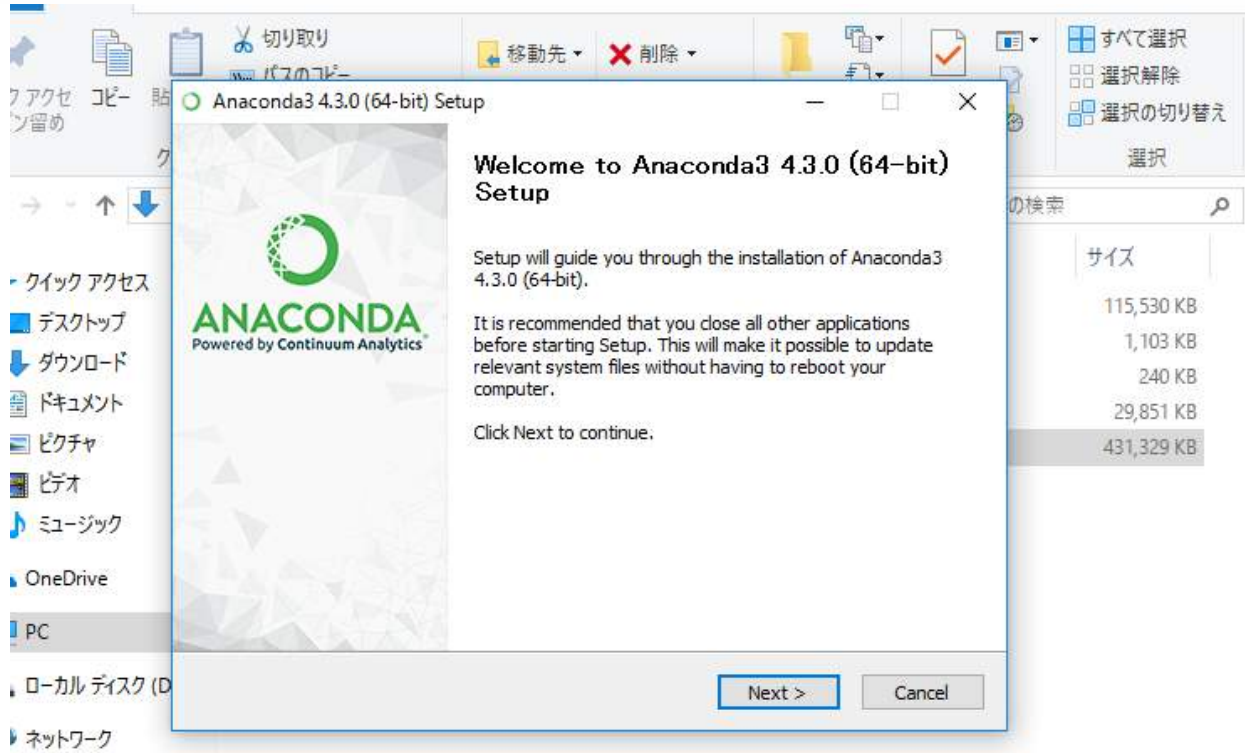 切り取り
パスのコピー
コピー
移動先
削除
すべて選択
選択解除
選択の切り替え
選択
Anaconda3 4.3.0 (64-bit) Setup
Welcome to Anaconda3 4.3.0 (64-bit)
Setup
Setup will guide you through the installation of Anaconda3
4.3.0 (64-bit).
It is recommended that you close all other applications
before starting Setup. This will make it possible to update
relevant system files without having to reboot your
computer.
Click Next to continue.
ANACONDA
Powered by Continuum Analytics
Next >
Cancel
クイック アクセス
デスクトップ
ダウンロード
ドキュメント
ピクチャ
ビデオ
ミュージック
OneDrive
PC
ローカル ディスク (D
ネットワーク
の検索
サイズ
115,530 KB
1,103 KB
240 KB
29,851 KB
431,329 KB